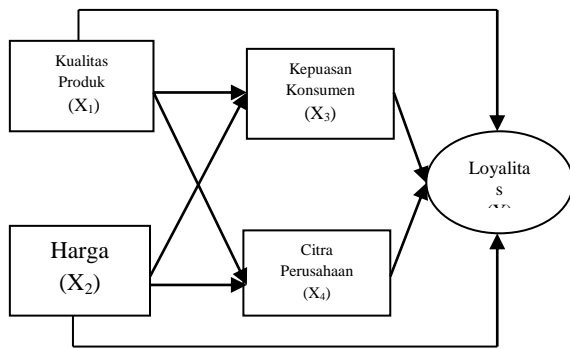 Kualitas
Produk
(X₁)
Kepuasan
Konsumen
(X₃)
Loyalita
s
Harga
(X₂)
Citra
Perusahaan
(X₄)